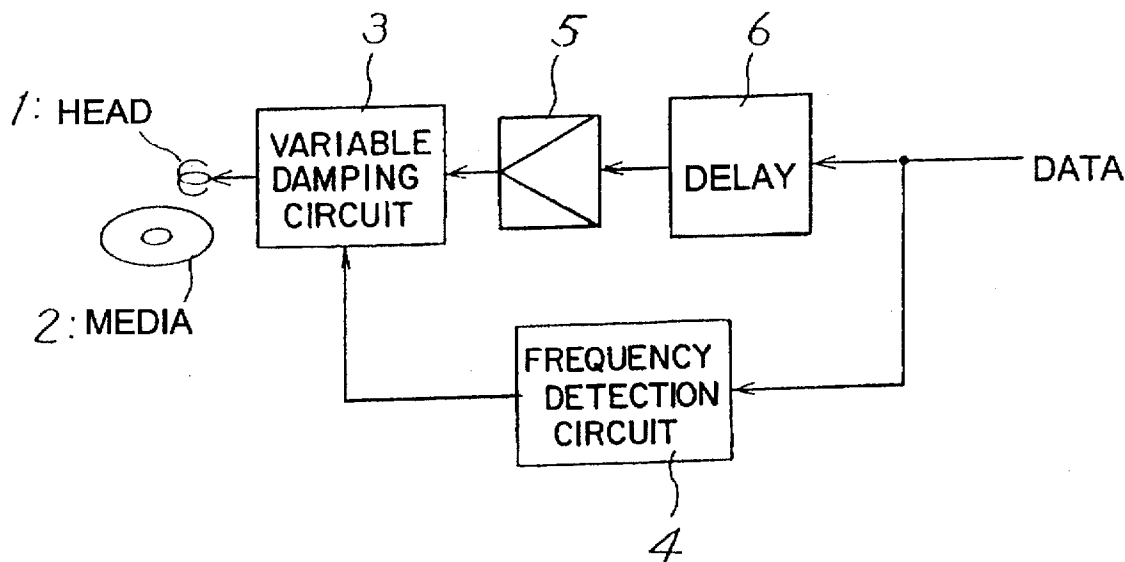 3
5
6
1: HEAD
VARIABLE
DAMPING
CIRCUIT
DELAY
DATA
2: MEDIA
FREQUENCY
DETECTION
CIRCUIT
4